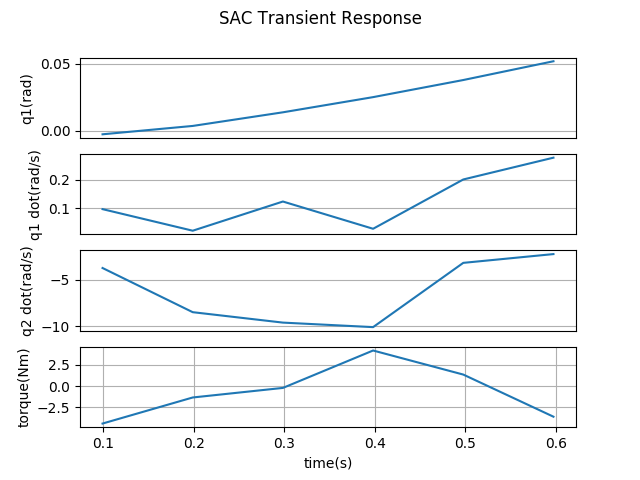 SAC Transient Response
0.05
0.00
q1(rad)
0.2
0.1
q1 dot(rad/s)
−5
−10
q2 dot(rad/s)
2.5
0.0
−2.5
torque(Nm)
0.1 0.2 0.3 0.4 0.5 0.6
time(s)